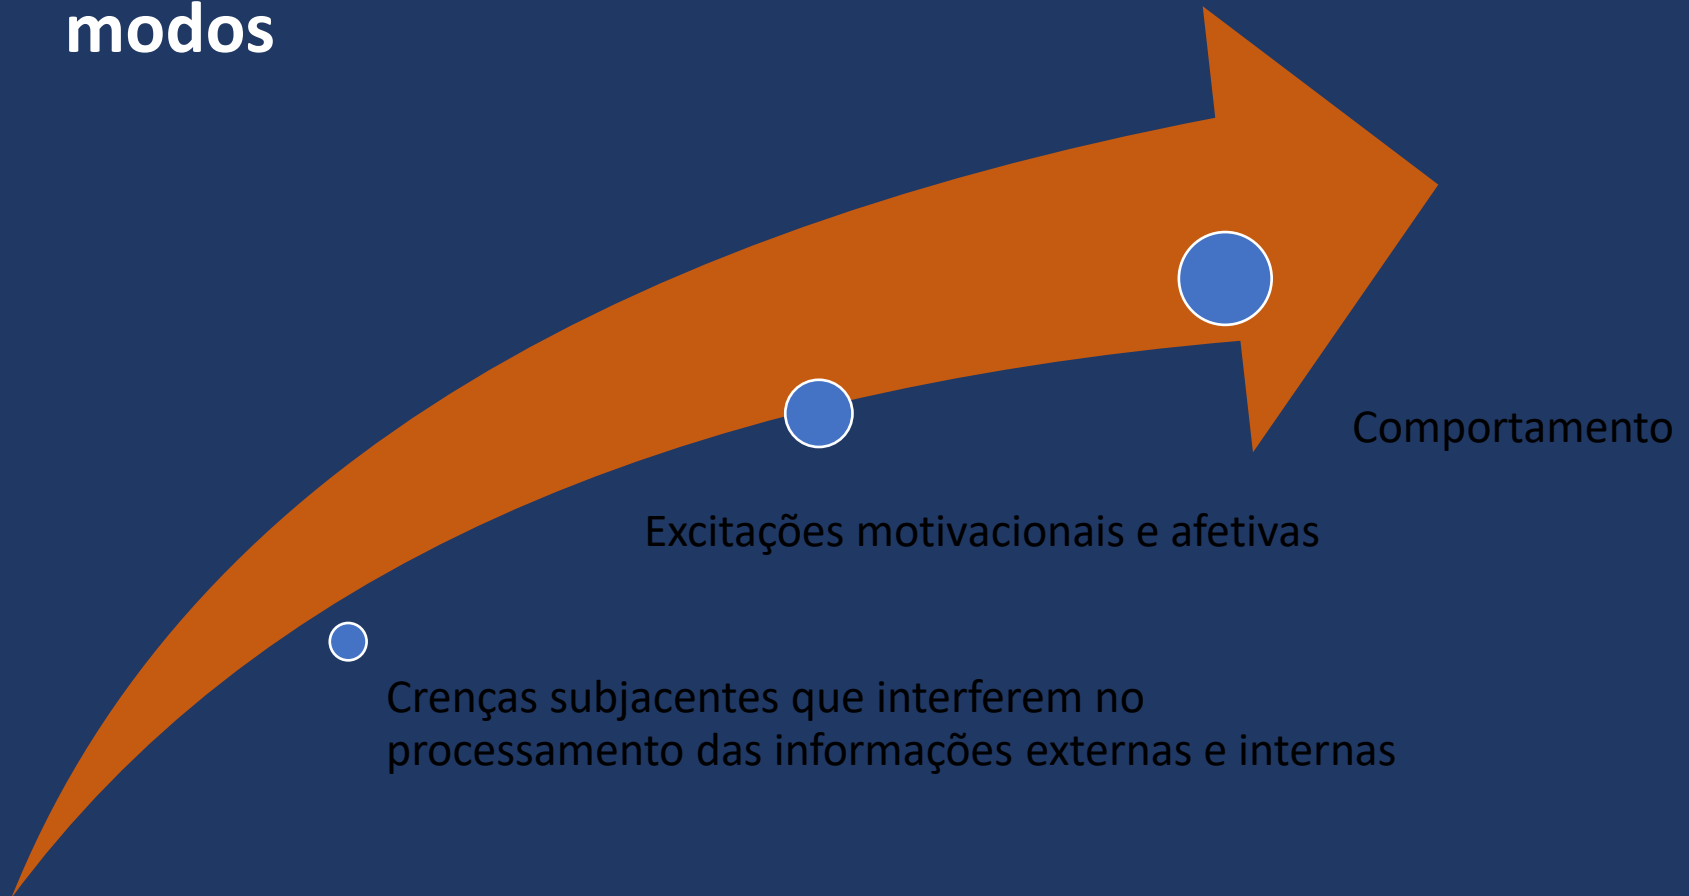 modos
Comportamento
Excitações motivacionais e afetivas
Crenças subjacentes que interferem no
processamento das informações externas e internas